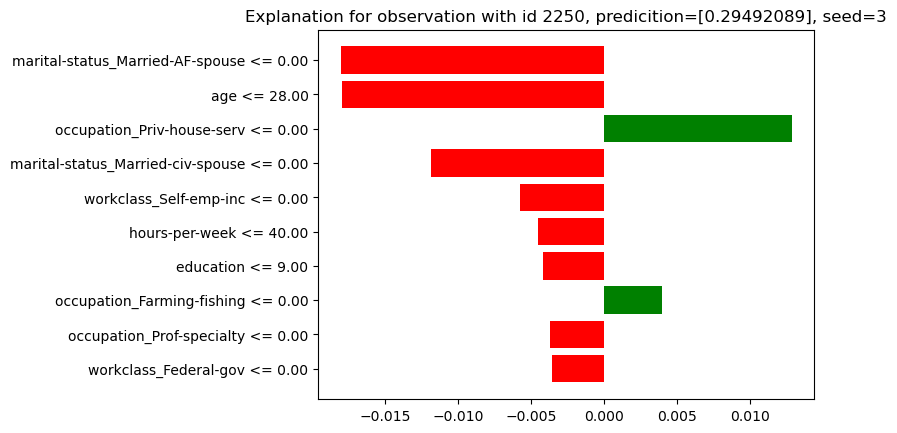 Explanation for observation with id 2250, predicition=[0.29492089], seed=3
marital-status_Married-AF-spouse <= 0.00
age <= 28.00
occupation_Priv-house-serv <= 0.00
marital-status_Married-civ-spouse <= 0.00
workclass_Self-emp-inc <= 0.00
hours-per-week <= 40.00
education <= 9.00
occupation_Farming-fishing <= 0.00
occupation_Prof-specialty <= 0.00
workclass_Federal-gov <= 0.00
−0.015 −0.010 −0.005 0.000 0.005 0.010